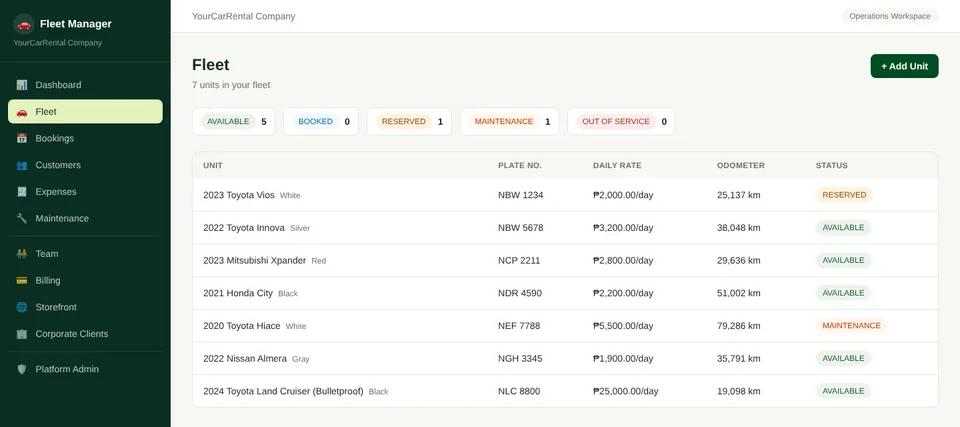 Fleet Manager
YourCarRental Company
Dashboard
Fleet
Bookings
Customers
Expenses
Maintenance
Team
Billing
Storefront
Corporate Clients
Platform Admin
YourCarRental Company
Operations Workspace
Fleet
7 units in your fleet
+ Add Unit
AVAILABLE 5
BOOKED 0
RESERVED 1
MAINTENANCE 1
OUT OF SERVICE 0
UNIT PLATE NO. DAILY RATE ODOMETER STATUS
2023 Toyota Vios White NBW 1234 ₱2,000.00/day 25,137 km RESERVED
2022 Toyota Innova Silver NBW 5678 ₱3,200.00/day 38,048 km AVAILABLE
2023 Mitsubishi Xpander Red NCP 2211 ₱2,800.00/day 29,636 km AVAILABLE
2021 Honda City Black NDR 4590 ₱2,200.00/day 51,002 km AVAILABLE
2020 Toyota Hiace White NEF 7788 ₱5,500.00/day 79,286 km MAINTENANCE
2022 Nissan Almera Gray NGH 3345 ₱1,900.00/day 35,791 km AVAILABLE
2024 Toyota Land Cruiser (Bulletproof) Black NLC 8800 ₱25,000.00/day 19,098 km AVAILABLE